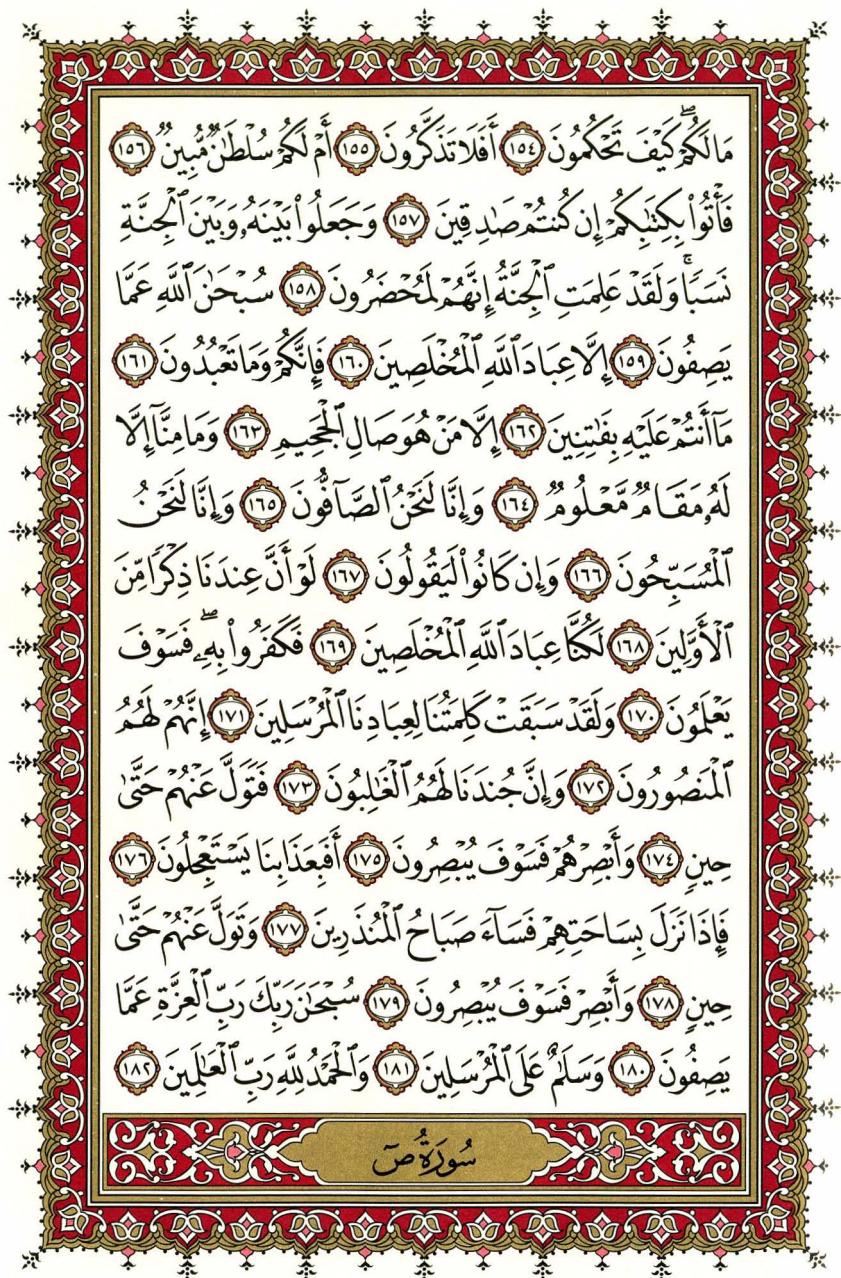 مَا لَكُمۡ كَيۡفَ تَحۡكُمُونَ ١٥٤ أَفَلَا تَذَكَّرُونَ ١٥٥ أَمۡ لَكُمۡ سُلۡطَٰنٞ مُّبِينٞ ١٥٦
فَأۡتُواْ بِكِتَٰبِكُمۡ إِن كُنتُمۡ صَٰدِقِينَ ١٥٧ وَجَعَلُواْ بَيۡنَهُۥ وَبَيۡنَ ٱلۡجِنَّةِ
نَسَبٗاۚ وَلَقَدۡ عَلِمَتِ ٱلۡجِنَّةُ إِنَّهُمۡ لَمُحۡضَرُونَ ١٥٨ سُبۡحَٰنَ ٱللَّهِ عَمَّا
يَصِفُونَ ١٥٩ إِلَّا عِبَادَ ٱللَّهِ ٱلۡمُخۡلَصِينَ ١٦٠ فَإِنَّكُمۡ وَمَا تَعۡبُدُونَ ١٦١
مَآ أَنتُمۡ عَلَيۡهِ بِفَٰتِنِينَ ١٦٢ إِلَّا مَنۡ هُوَ صَالِ ٱلۡجَحِيمِ ١٦٣ وَمَا مِنَّآ إِلَّا
لَهُۥ مَقَامٞ مَّعۡلُومٞ ١٦٤ وَإِنَّا لَنَحۡنُ ٱلصَّآفُّونَ ١٦٥ وَإِنَّا لَنَحۡنُ
ٱلۡمُسَبِّحُونَ ١٦٦ وَإِن كَانُواْ لَيَقُولُونَ ١٦٧ لَوۡ أَنَّ عِندَنَا ذِكۡرٗا مِّنَ
ٱلۡأَوَّلِينَ ١٦٨ لَكُنَّا عِبَادَ ٱللَّهِ ٱلۡمُخۡلَصِينَ ١٦٩ فَكَفَرُواْ بِهِۦۖ فَسَوۡفَ
يَعۡلَمُونَ ١٧٠ وَلَقَدۡ سَبَقَتۡ كَلِمَتُنَا لِعِبَادِنَا ٱلۡمُرۡسَلِينَ ١٧١ إِنَّهُمۡ لَهُمُ
ٱلۡمَنصُورُونَ ١٧٢ وَإِنَّ جُندَنَا لَهُمُ ٱلۡغَٰلِبُونَ ١٧٣ فَتَوَلَّ عَنۡهُمۡ حَتَّىٰ
حِينٖ ١٧٤ وَأَبۡصِرۡهُمۡ فَسَوۡفَ يُبۡصِرُونَ ١٧٥ أَفَبِعَذَابِنَا يَسۡتَعۡجِلُونَ ١٧٦
فَإِذَا نَزَلَ بِسَاحَتِهِمۡ فَسَآءَ صَبَاحُ ٱلۡمُنذَرِينَ ١٧٧ وَتَوَلَّ عَنۡهُمۡ حَتَّىٰ
حِينٖ ١٧٨ وَأَبۡصِرۡ فَسَوۡفَ يُبۡصِرُونَ ١٧٩ سُبۡحَٰنَ رَبِّكَ رَبِّ ٱلۡعِزَّةِ عَمَّا
يَصِفُونَ ١٨٠ وَسَلَٰمٌ عَلَى ٱلۡمُرۡسَلِينَ ١٨١ وَٱلۡحَمۡدُ لِلَّهِ رَبِّ ٱلۡعَٰلَمِينَ ١٨٢
سُورَةُ صٓ